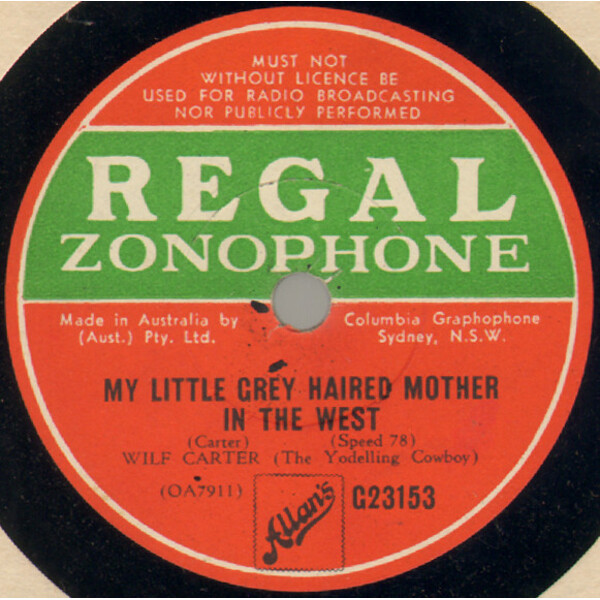 MUST NOT
WITHOUT LICENCE BE
USED FOR RADIO BROADCASTING
NOR PUBLICLY PERFORMED
REGAL
ZONOPHONE
Made in Australia by Columbia Graphophone
(Aust.) Pty. Ltd. Sydney, N.S.W.
MY LITTLE GREY HAIRED MOTHER
IN THE WEST
(Carter) (Speed 78)
WILF CARTER (The Yodelling Cowboy)
(OA7911) Allan's G23153